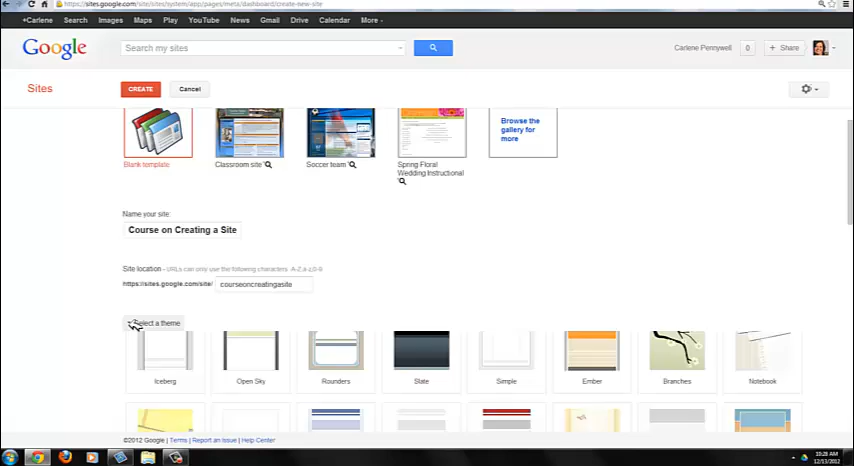 https://sites.google.com/site/sites/system/app/pages/meta/dashboard/create-new-site
+Carlene Search Images Maps Play YouTube News Gmail Drive Calendar More
Google Search my sites Carlene Pennywell 0 + Share
Sites CREATE Cancel
Blank template Classroom site Soccer team Spring Floral Wedding Instructional Browse the gallery for more
Name your site:
Course on Creating a Site
Site location - URLs can only use the following characters -A-Z,a-z,0-9
https://sites.google.com/site/ courseoncreatingasite
Select a theme
Iceberg Open Sky Rounders Slate Simple Ember Branches Notebook
©2012 Google | Terms | Report an Issue | Help Center
10:28 AM
12/13/2012